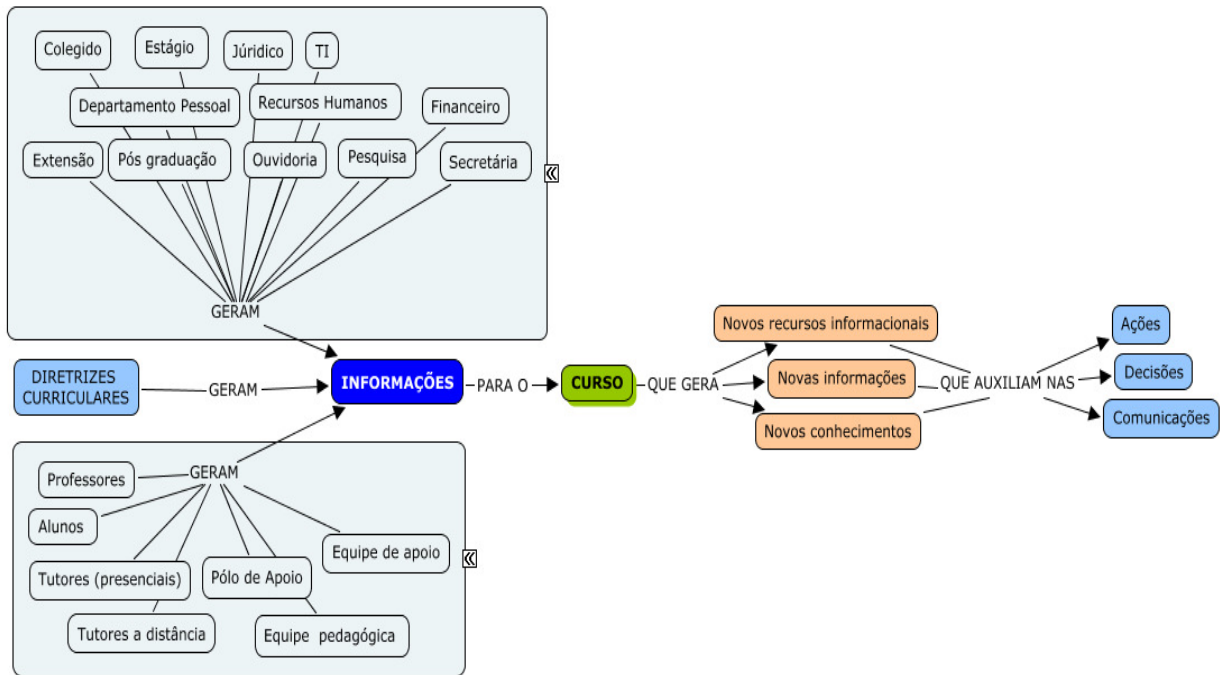 Colegido
Estágio
Júridico
TI
Departamento Pessoal
Recursos Humanos
Financeiro
Extensão
Pós graduação
Ouvidoria
Pesquisa
Secretária
GERAM
DIRETRIZES
CURRICULARES
GERAM
INFORMAÇÕES
PARA O
CURSO
QUE GERA
Novos recursos informacionais
Novas informações
Novos conhecimentos
QUE AUXILIAM NAS
Ações
Decisões
Comunicações
GERAM
Professores
Alunos
Equipe de apoio
Tutores (presenciais)
Pólo de Apoio
Tutores a distância
Equipe pedagógica